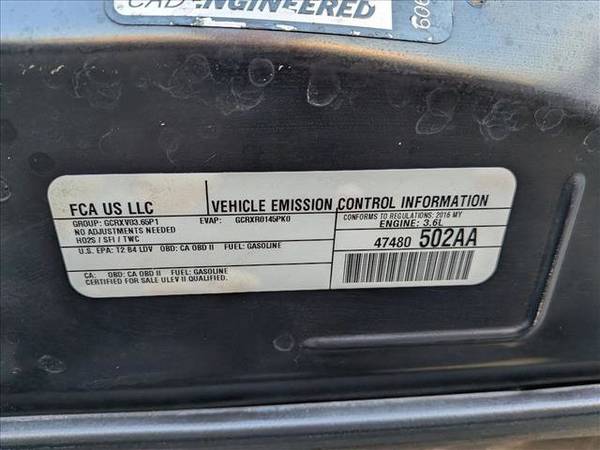 CAD ENGINEERED
FCA US LLC
VEHICLE EMISSION CONTROL INFORMATION
GROUP: GCRXV03.65P1
EVAP: GCRXR0145PK0
CONFORMS TO REGULATIONS: 2016 MY
NO ADJUSTMENTS NEEDED
ENGINE: 3.6L
HO2S / SFI / TWC
47480 502AA
U.S. EPA: T2 B4 LDV OBD: CA OBD II FUEL: GASOLINE
CA: OBD: CA OBD II FUEL: GASOLINE
CERTIFIED FOR SALE ULEV II QUALIFIED.